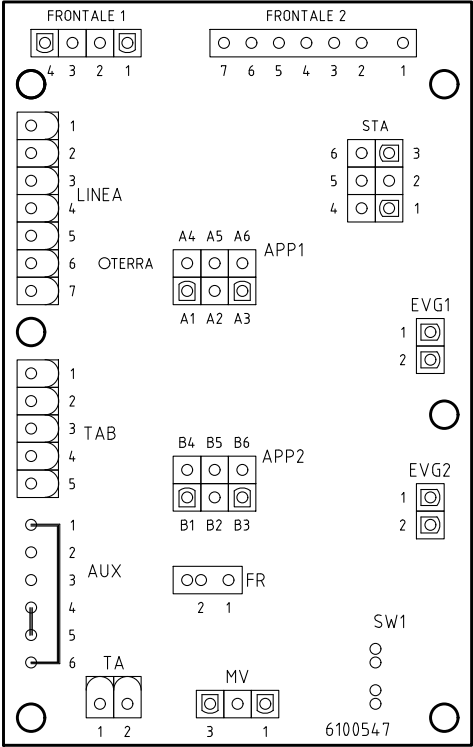 FRONTALE 1 FRONTALE 2
4 3 2 1 7 6 5 4 3 2 1
1
2
3
LINEA
4
5
6
7
STA
6 3
5 2
4 1
OTERRA
A4 A5 A6
APP1
A1 A2 A3
EVG1
1
2
1
2
3
TAB
4
5
B4 B5 B6
APP2
B1 B2 B3
EVG2
1
2
1
2
AUX
3
4
5
6
FR
2 1
SW1
TA
1 2
MV
3 1
6100547